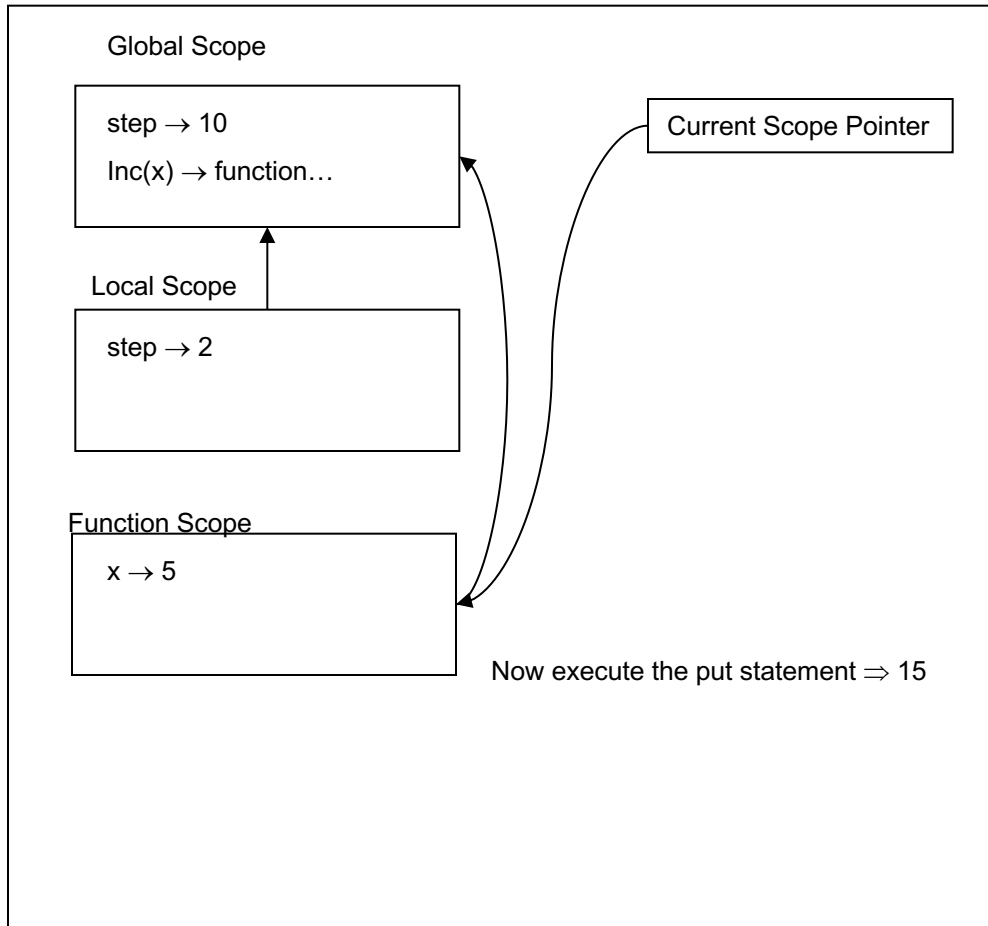 Global Scope
step → 10
Inc(x) → function…
Current Scope Pointer
Local Scope
step → 2
Function Scope
x → 5
Now execute the put statement ⇒ 15